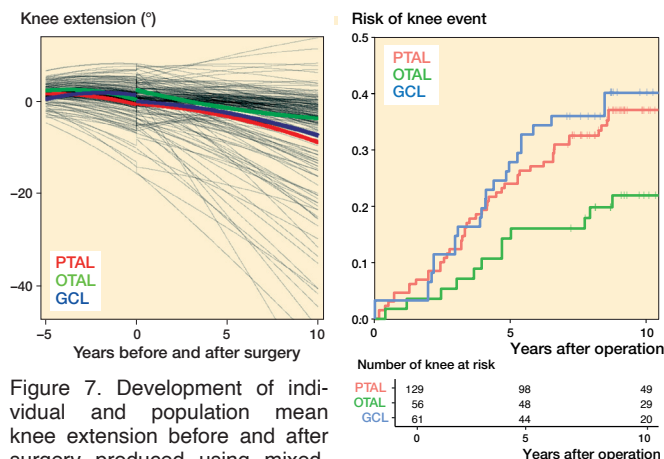 Knee extension (°)
0
−20
−40
PTAL
OTAL
GCL
−5
0
5
10
Years before and after surgery
Figure 7. Development of indi-
vidual and population mean
knee extension before and after
surgery produced using mixed-
Risk of knee event
0.5
0.4
0.3
0.2
0.1
0.0
PTAL
OTAL
GCL
0
5
10
Years after operation
Number of knee at risk
PTAL 129 98 49
OTAL 56 48 29
GCL 61 44 20
0 5 10
Years after operation